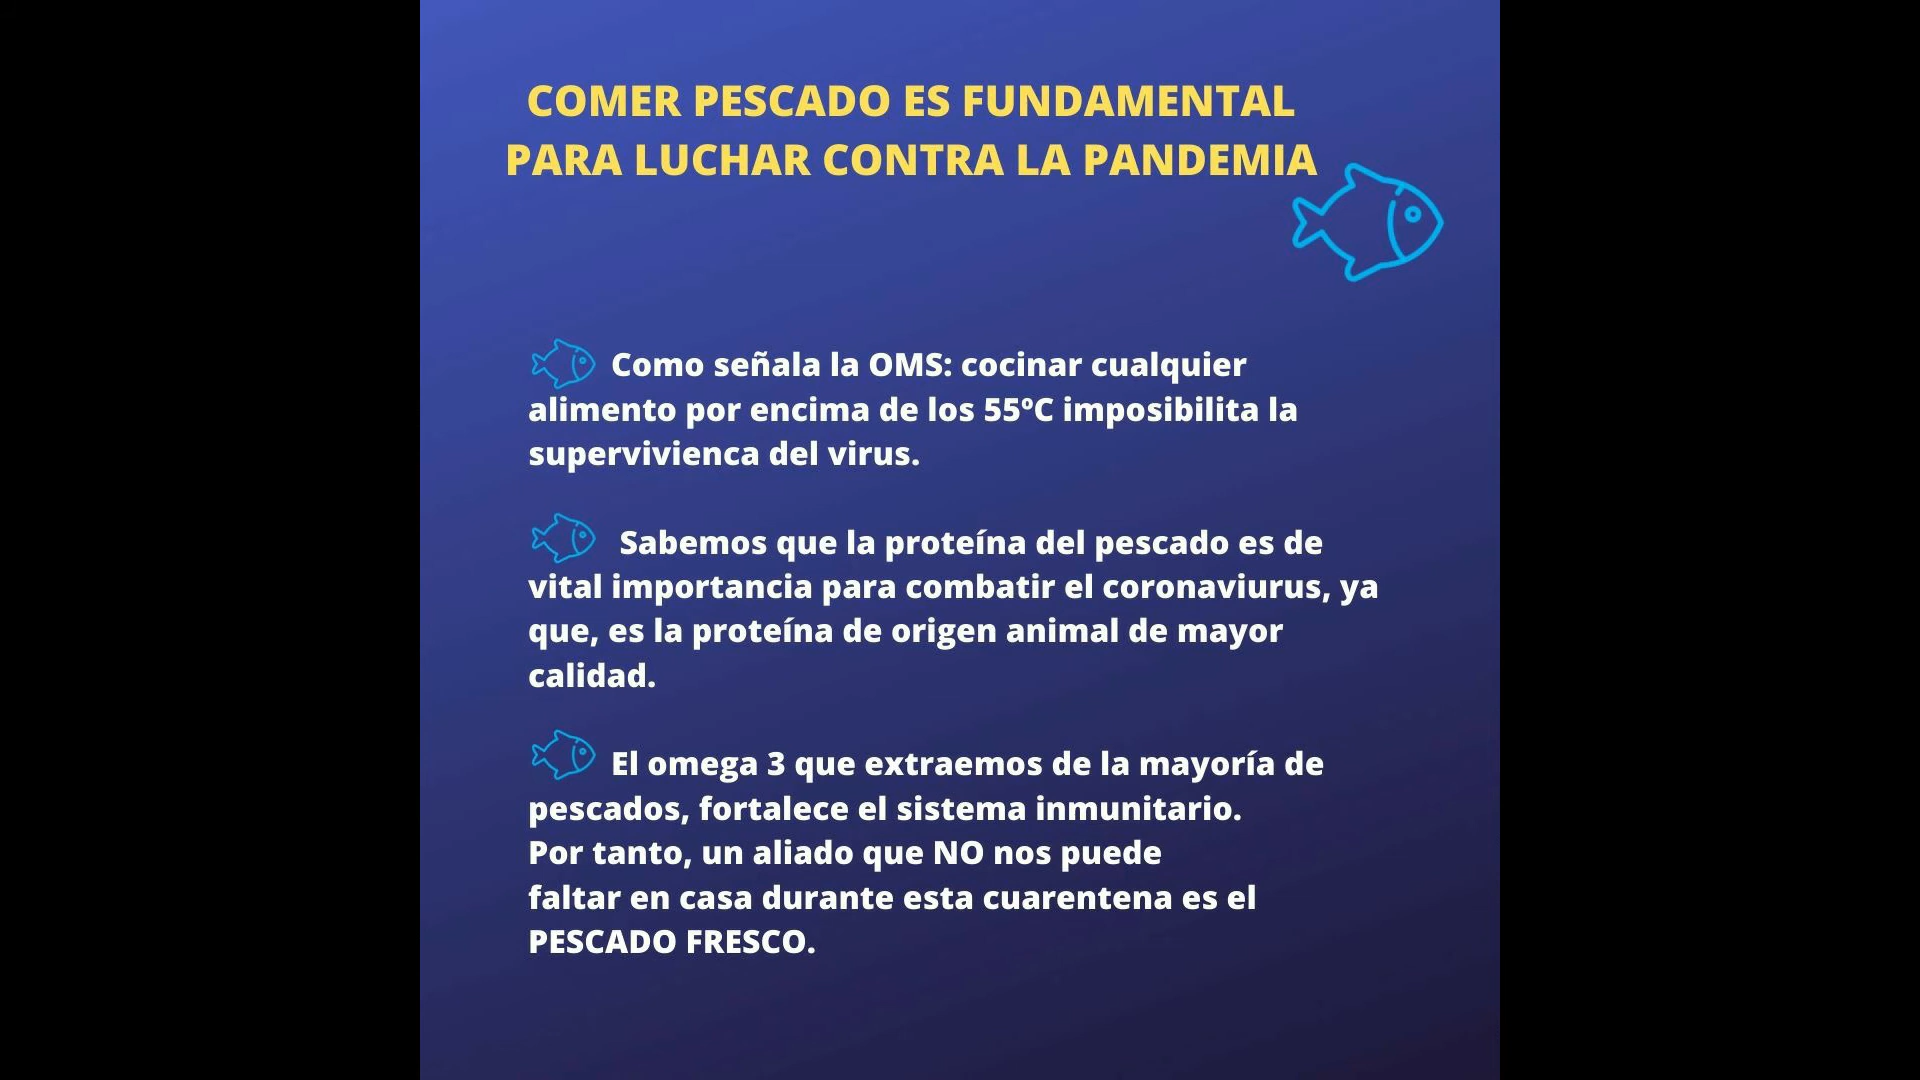 COMER PESCADO ES FUNDAMENTAL
PARA LUCHAR CONTRA LA PANDEMIA
Como señala la OMS: cocinar cualquier
alimento por encima de los 55ºC imposibilita la
supervivienca del virus.
Sabemos que la proteína del pescado es de
vital importancia para combatir el coronaviurus, ya
que, es la proteína de origen animal de mayor
calidad.
El omega 3 que extraemos de la mayoría de
pescados, fortalece el sistema inmunitario.
Por tanto, un aliado que NO nos puede
faltar en casa durante esta cuarentena es el
PESCADO FRESCO.